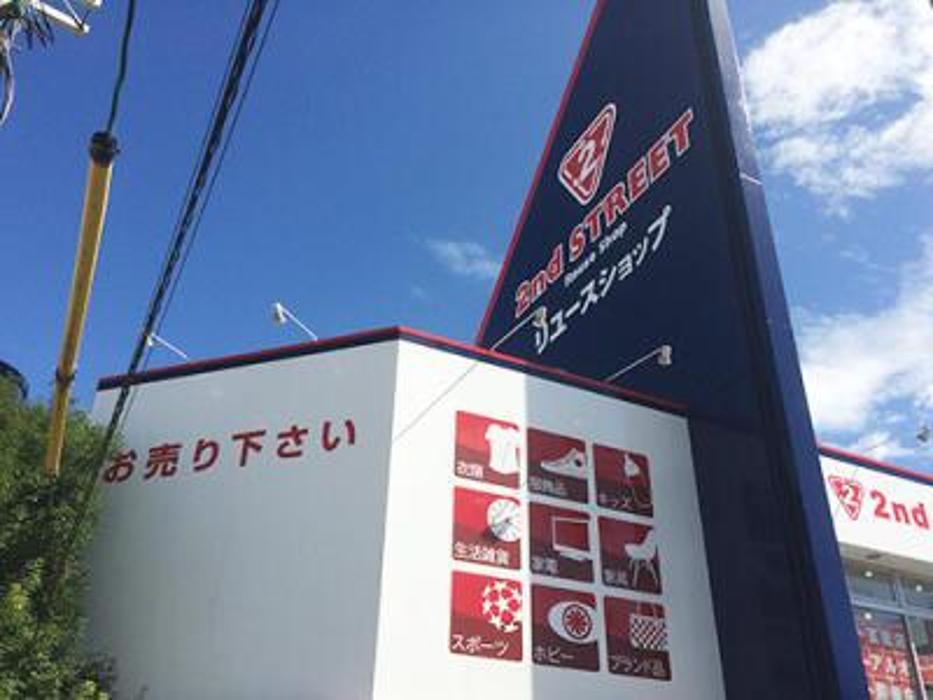 2
2nd STREET
Reuse Shop
リユースショップ
お売り下さい
衣類
服飾品
キッズ
生活雑貨
家電
家具
スポーツ
ホビー
ブランド品
2 2nd